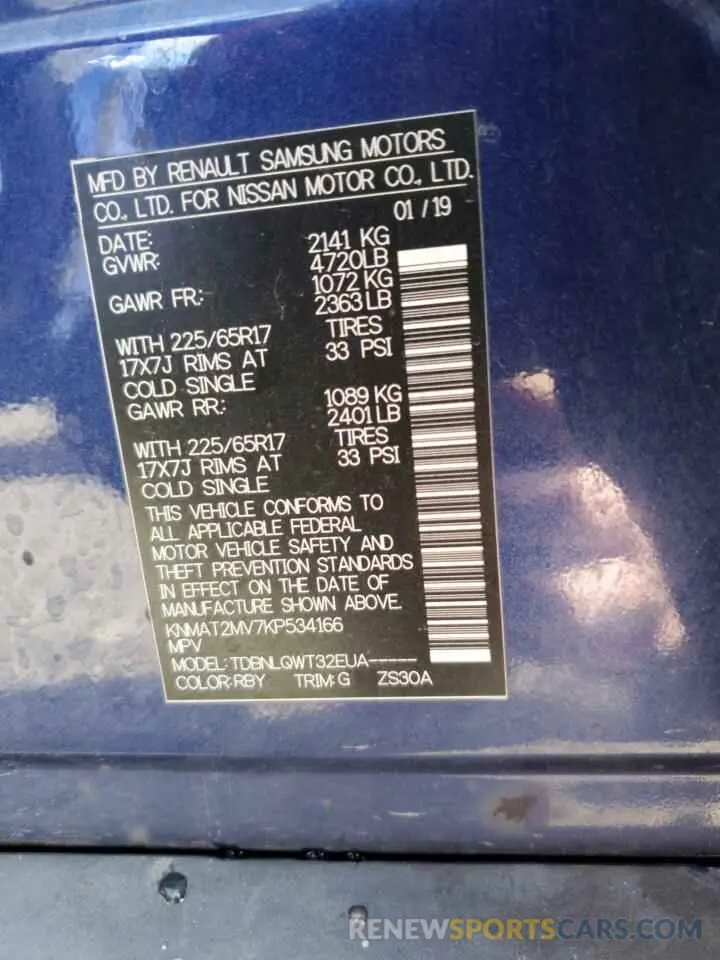 MFD BY RENAULT SAMSUNG MOTORS
CO., LTD. FOR NISSAN MOTOR CO., LTD.
DATE: 01/19
GVWR: 2141 KG
4720LB
GAWR FR: 1072 KG
2363LB
WITH 225/65R17 TIRES
17X7J RIMS AT 33 PSI
COLD SINGLE
GAWR RR: 1089 KG
2401LB
WITH 225/65R17 TIRES
17X7J RIMS AT 33 PSI
COLD SINGLE
THIS VEHICLE CONFORMS TO
ALL APPLICABLE FEDERAL
MOTOR VEHICLE SAFETY AND
THEFT PREVENTION STANDARDS
IN EFFECT ON THE DATE OF
MANUFACTURE SHOWN ABOVE.
KNMAT2MV7KP534166
MPV
MODEL: TDBNLQWT32EUA-----
COLOR:RBY TRIM:G ZS30A
RENEWSPORTSCARS.COM